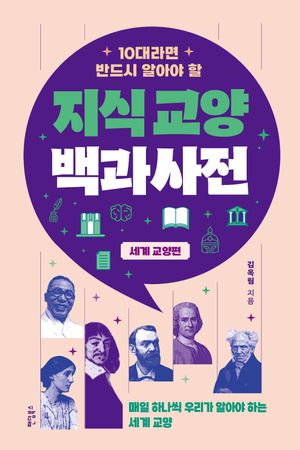 10대라면
반드시 알아야 할
지식 교양
백과사전
세계 교양편
김옥림 지음
매일 하나씩 우리가 알아야 하는
세계 교양